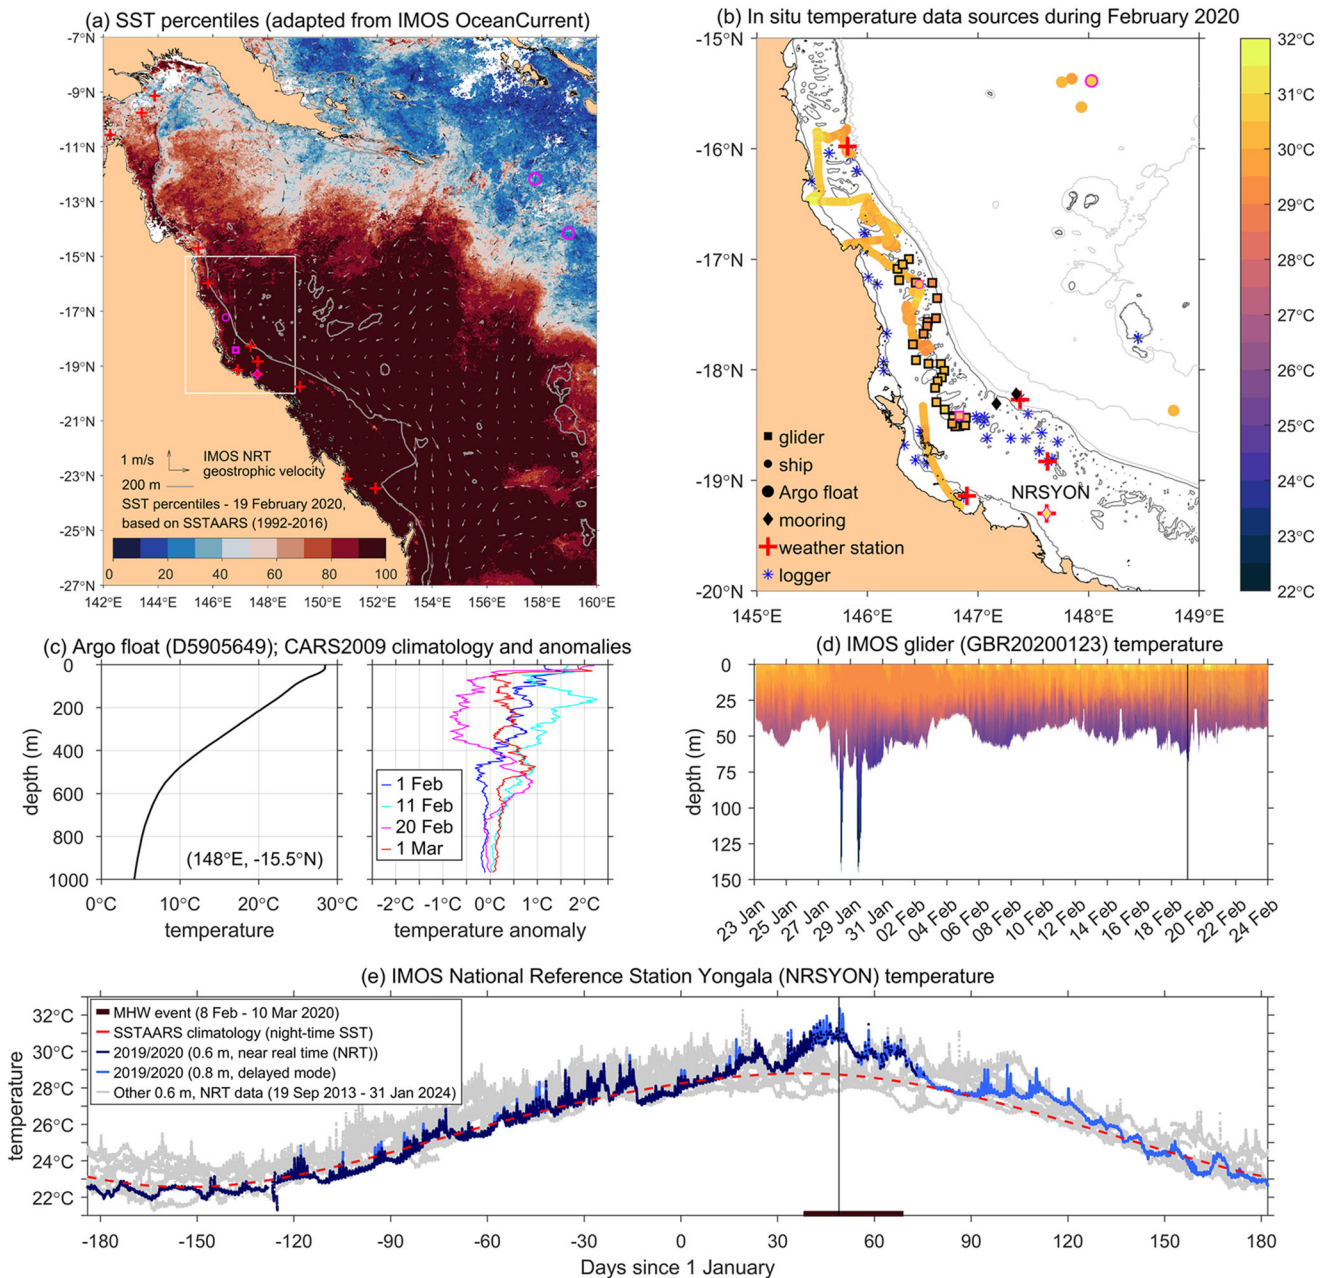 (a) SST percentiles (adapted from IMOS OceanCurrent)
-7°N
-9°N
-11°N
-13°N
-15°N
-17°N
-19°N
-21°N
-23°N
-25°N
-27°N
1 m/s
IMOS NRT
geostrophic velocity
200 m
SST percentiles - 19 February 2020,
based on SSTAARS (1992-2016)
0 20 40 60 80 100
142°E 144°E 146°E 148°E 150°E 152°E 154°E 156°E 158°E 160°E
(b) In situ temperature data sources during February 2020
-15°N
-16°N
-17°N
-18°N
-19°N
-20°N
glider
ship
Argo float
mooring
weather station
logger
NRSYON
145°E 146°E 147°E 148°E 149°E
32°C
31°C
30°C
29°C
28°C
27°C
26°C
25°C
24°C
23°C
22°C
(c) Argo float (D5905649); CARS2009 climatology and anomalies
depth (m)
0
200
400
600
800
1000
(148°E, -15.5°N)
0°C 10°C 20°C 30°C
temperature
1 Feb
11 Feb
20 Feb
1 Mar
-2°C -1°C 0°C 1°C 2°C
temperature anomaly
(d) IMOS glider (GBR20200123) temperature
depth (m)
0
25
50
75
100
125
150
23 Jan 25 Jan 27 Jan 29 Jan 31 Jan 02 Feb 04 Feb 06 Feb 08 Feb 10 Feb 12 Feb 14 Feb 16 Feb 18 Feb 20 Feb 22 Feb 24 Feb
(e) IMOS National Reference Station Yongala (NRSYON) temperature
temperature
32°C
30°C
28°C
26°C
24°C
22°C
MHW event (8 Feb - 10 Mar 2020)
SSTAARS climatology (night-time SST)
2019/2020 (0.6 m, near real time (NRT))
2019/2020 (0.8 m, delayed mode)
Other 0.6 m, NRT data (19 Sep 2013 - 31 Jan 2024)
-180 -150 -120 -90 -60 -30 0 30 60 90 120 150 180
Days since 1 January